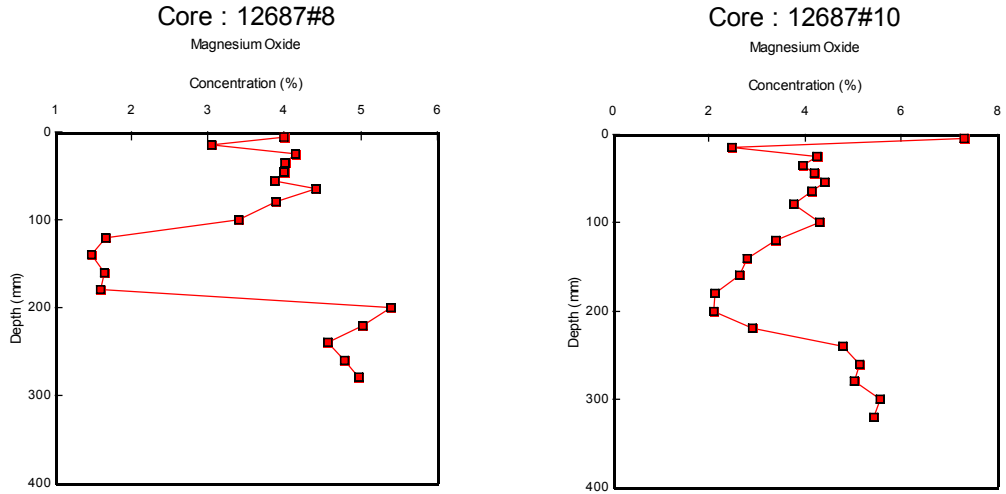 Core : 12687#8
Magnesium Oxide
Concentration (%)
1 2 3 4 5 6
0
100
200
300
400
Depth (mm)
Core : 12687#10
Magnesium Oxide
Concentration (%)
0 2 4 6 8
0
100
200
300
400
Depth (mm)